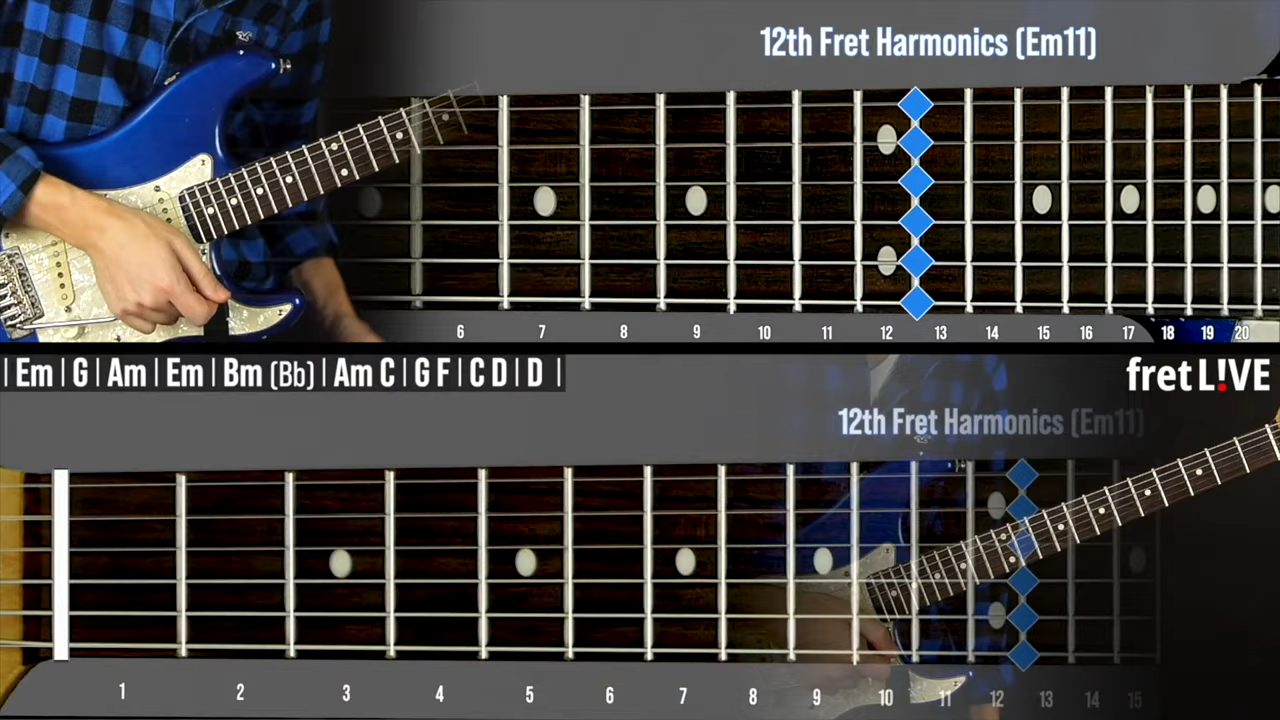 12th Fret Harmonics (Em11)
6 7 8 9 10 11 12 13 14 15 16 17 18 19 20
| Em | G | Am | Em | Bm (Bb) | Am C | G F | C D | D |
fret L!VE
12th Fret Harmonics (Em11)
1 2 3 4 5 6 7 8 9 10 11 12 13 14 15